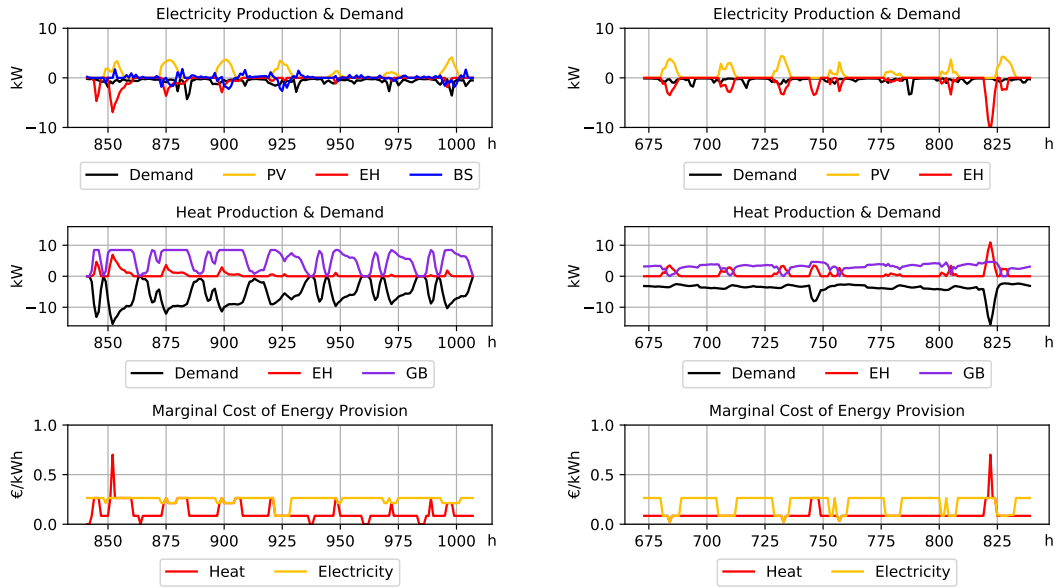 Electricity Production & Demand
10
0
−10
kW
850 875 900 925 950 975 1000 h
Demand PV EH BS
Heat Production & Demand
10
0
−10
kW
850 875 900 925 950 975 1000 h
Demand EH GB
Marginal Cost of Energy Provision
1.0
0.5
0.0
€/kWh
850 875 900 925 950 975 1000 h
Heat Electricity
Electricity Production & Demand
10
0
−10
kW
675 700 725 750 775 800 825 h
Demand PV EH
Heat Production & Demand
10
0
−10
kW
675 700 725 750 775 800 825 h
Demand EH GB
Marginal Cost of Energy Provision
1.0
0.5
0.0
€/kWh
675 700 725 750 775 800 825 h
Heat Electricity